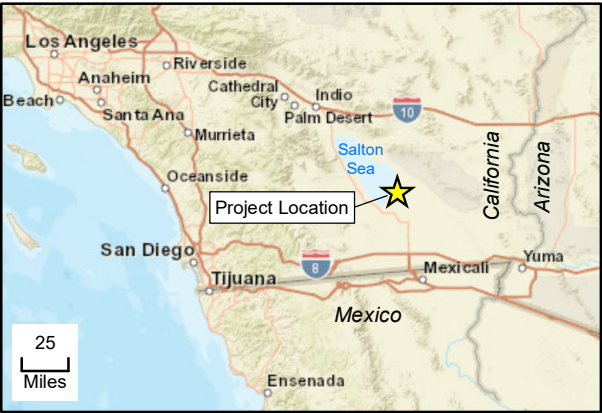 Los Angeles
Riverside
Anaheim
Cathedral
City
Indio
Beach
Santa Ana
Palm Desert
10
Murrieta
Salton
Sea
California
Arizona
Oceanside
Project Location
San Diego
8
Yuma
Tijuana
Mexicali
Mexico
25
Miles
Ensenada